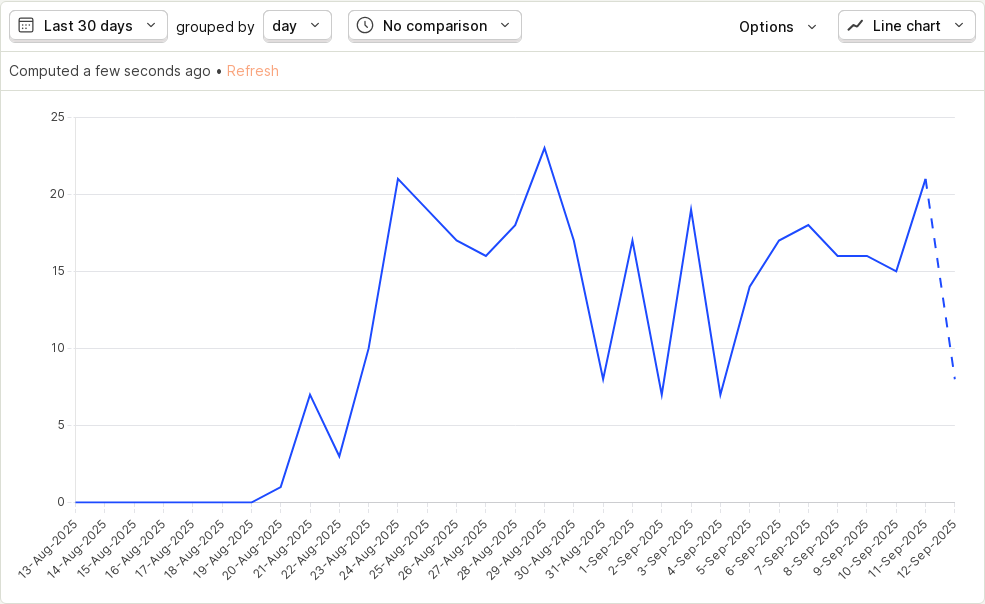 Last 30 days grouped by day No comparison Options Line chart
Computed a few seconds ago • Refresh
25
20
15
10
5
0
13-Aug-2025
14-Aug-2025
15-Aug-2025
16-Aug-2025
17-Aug-2025
18-Aug-2025
19-Aug-2025
20-Aug-2025
21-Aug-2025
22-Aug-2025
23-Aug-2025
24-Aug-2025
25-Aug-2025
26-Aug-2025
27-Aug-2025
28-Aug-2025
29-Aug-2025
30-Aug-2025
31-Aug-2025
1-Sep-2025
2-Sep-2025
3-Sep-2025
4-Sep-2025
5-Sep-2025
6-Sep-2025
7-Sep-2025
8-Sep-2025
9-Sep-2025
10-Sep-2025
11-Sep-2025
12-Sep-2025